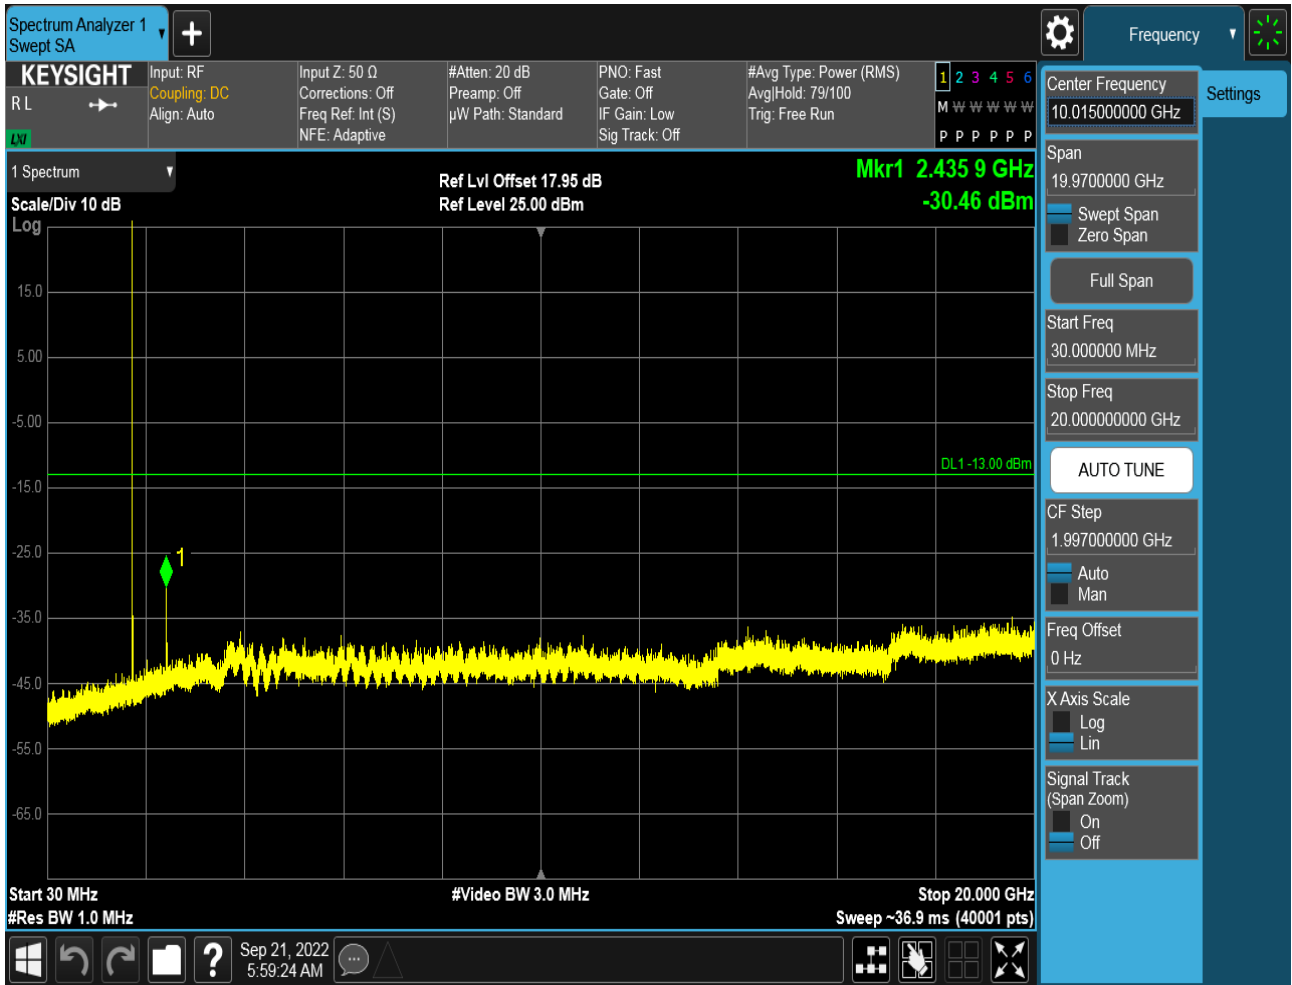 Spectrum Analyzer 1
Swept SA
Frequency
KEYSIGHT
R L
LXI
Input: RF
Coupling: DC
Align: Auto
Input Z: 50 Ω
Corrections: Off
Freq Ref: Int (S)
NFE: Adaptive
#Atten: 20 dB
Preamp: Off
µW Path: Standard
PNO: Fast
Gate: Off
IF Gain: Low
Sig Track: Off
#Avg Type: Power (RMS)
Avg|Hold: 79/100
Trig: Free Run
1 2 3 4 5 6
M W W W W W
P P P P P P
1 Spectrum
Scale/Div 10 dB
Log
Ref Lvl Offset 17.95 dB
Ref Level 25.00 dBm
Mkr1 2.435 9 GHz
-30.46 dBm
15.0
5.00
-5.00
DL1 -13.00 dBm
-15.0
-25.0
1
-35.0
-45.0
-55.0
-65.0
Start 30 MHz
#Res BW 1.0 MHz
#Video BW 3.0 MHz
Stop 20.000 GHz
Sweep ~36.9 ms (40001 pts)
?
Sep 21, 2022
5:59:24 AM
Settings
Center Frequency
10.015000000 GHz
Span
19.9700000 GHz
Swept Span
Zero Span
Full Span
Start Freq
30.000000 MHz
Stop Freq
20.000000000 GHz
AUTO TUNE
CF Step
1.997000000 GHz
Auto
Man
Freq Offset
0 Hz
X Axis Scale
Log
Lin
Signal Track
(Span Zoom)
On
Off